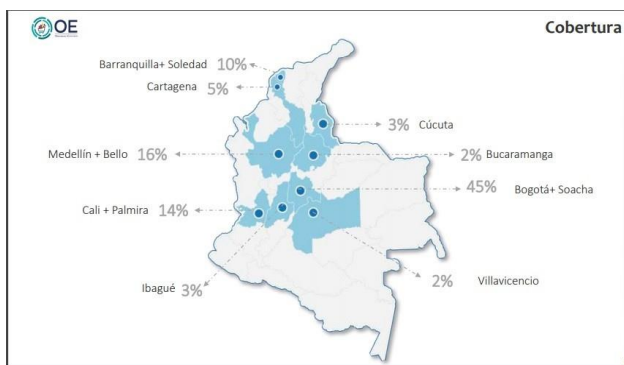 OE
Cobertura
Barranquilla+ Soledad 10%
Cartagena 5%
3% Cúcuta
Medellín + Bello 16%
2% Bucaramanga
45% Bogotá+ Soacha
Cali + Palmira 14%
Ibagué 3%
2% Villavicencio